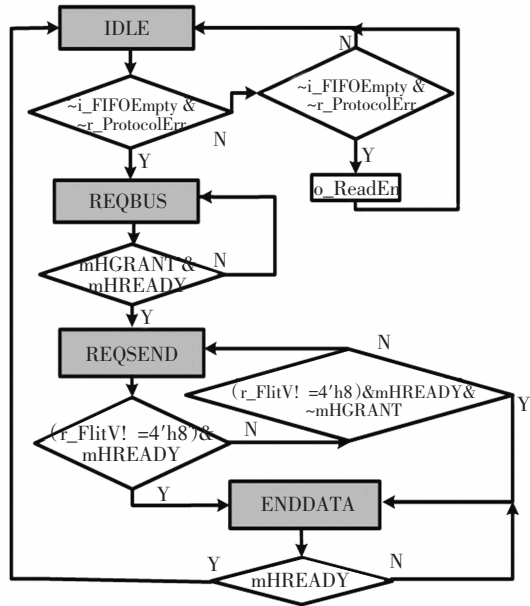 IDLE
~i_FIFOEmpty &
~r_ProtocolErr
N
Y
N
~i_FIFOEmpty &
~r_ProtocolErr
Y
o_ReadEn
REQBUS
mHGRANT &
mHREADY
N
Y
REQSEND
N
(r_FlitV! =4'h8)&mHREADY&
~mHGRANT
Y
(r_FlitV! =4'h8)&
mHREADY
N
Y
ENDDATA
Y
N
mHREADY